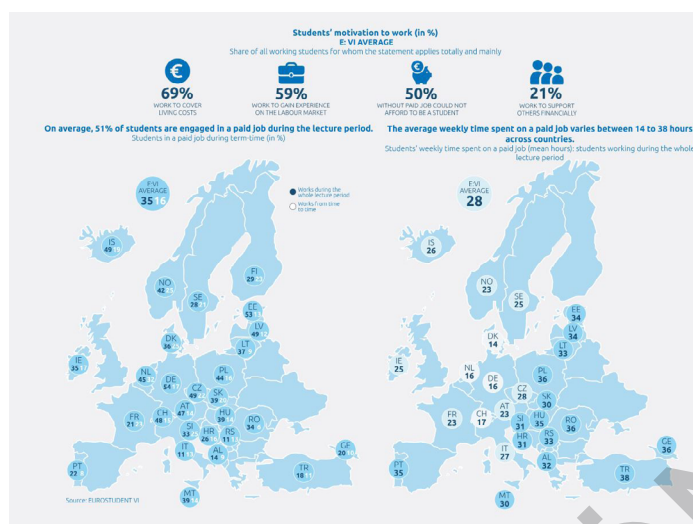 Students' motivation to work (in %)
E: VI AVERAGE
Share of all working students for whom the statement applies totally and mainly
69%
WORK TO COVER
LIVING COSTS
59%
WORK TO GAIN EXPERIENCE
ON THE LABOUR MARKET
50%
WITHOUT PAID JOB COULD NOT
AFFORD TO BE A STUDENT
21%
WORK TO SUPPORT
OTHERS FINANCIALLY
On average, 51% of students are engaged in a paid job during the lecture period.
Students in a paid job during term-time (in %)
E:VI
AVERAGE
35 16
Works during the
whole lecture period
Works from time
to time
IS
49
NO
42
SE
28
FI
29
EE
53
LV
49
LT
37
DK
36
IE
35
NL
45
DE
54
PL
44
CZ
49
SK
39
FR
21
CH
48
AT
47
HU
39
SI
33
HR
26
RS
11
RO
34
IT
11
AL
14
GE
20
PT
22
TR
18
MT
39
Source: EUROSTUDENT VI
The average weekly time spent on a paid job varies between 14 to 38 hours
across countries.
Students' weekly time spent on a paid job (mean hours): students working during the whole
lecture period
E:VI
AVERAGE
28
IS
26
NO
23
SE
25
EE
34
LV
34
LT
33
DK
14
IE
25
NL
16
DE
16
PL
36
CZ
28
SK
30
FR
23
CH
17
AT
23
SI
31
HU
35
RO
36
HR
31
RS
33
IT
27
AL
32
GE
36
PT
35
TR
38
MT
30